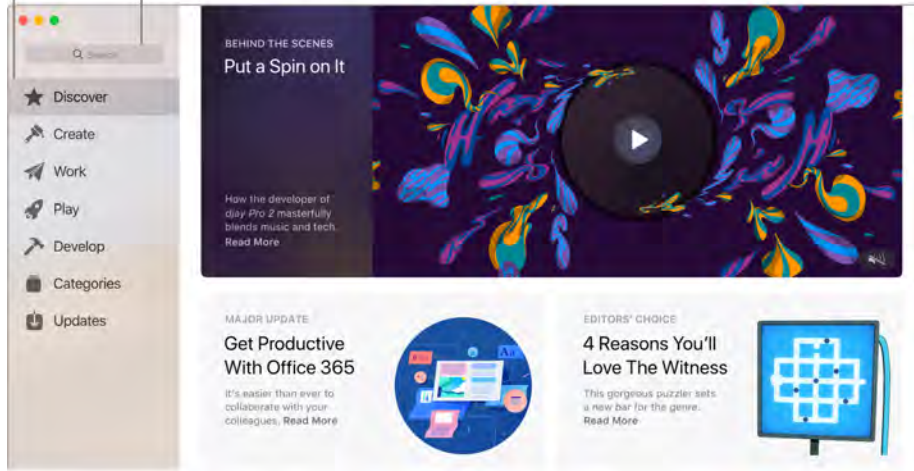 Search
Discover
Create
Work
Play
Develop
Categories
Updates
BEHIND THE SCENES
Put a Spin on It
How the developer of
djay Pro 2 masterfully
blends music and tech.
Read More
MAJOR UPDATE
Get Productive
With Office 365
It's easier than ever to
collaborate with your
colleagues. Read More
Aa
EDITORS' CHOICE
4 Reasons You'll
Love The Witness
This gorgeous puzzler sets
a new bar for the genre.
Read More